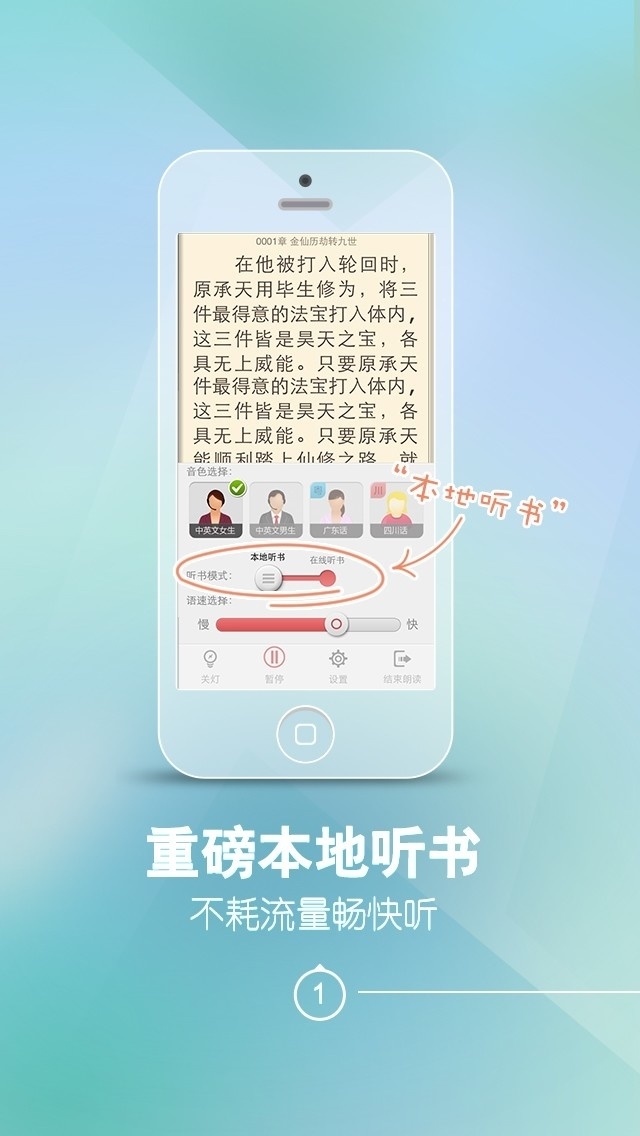 0001章 金仙历劫转九世
在他被打入轮回时，
原承天用毕生修为，将三
件最得意的法宝打入体内，
这三件皆是昊天之宝，各
具无上威能。只要原承天
件最得意的法宝打入体内，
这三件皆是昊天之宝，各
具无上威能。只要原承天
能顺利踏上仙修之路，就
音色选择：
“本地听书”
粤 川
中英文女生 中英文男生 广东话 四川话
本地听书 在线听书
听书模式：
语速选择：
慢 快
关灯 暂停 设置 结束朗读
重磅本地听书
不耗流量畅快听
1